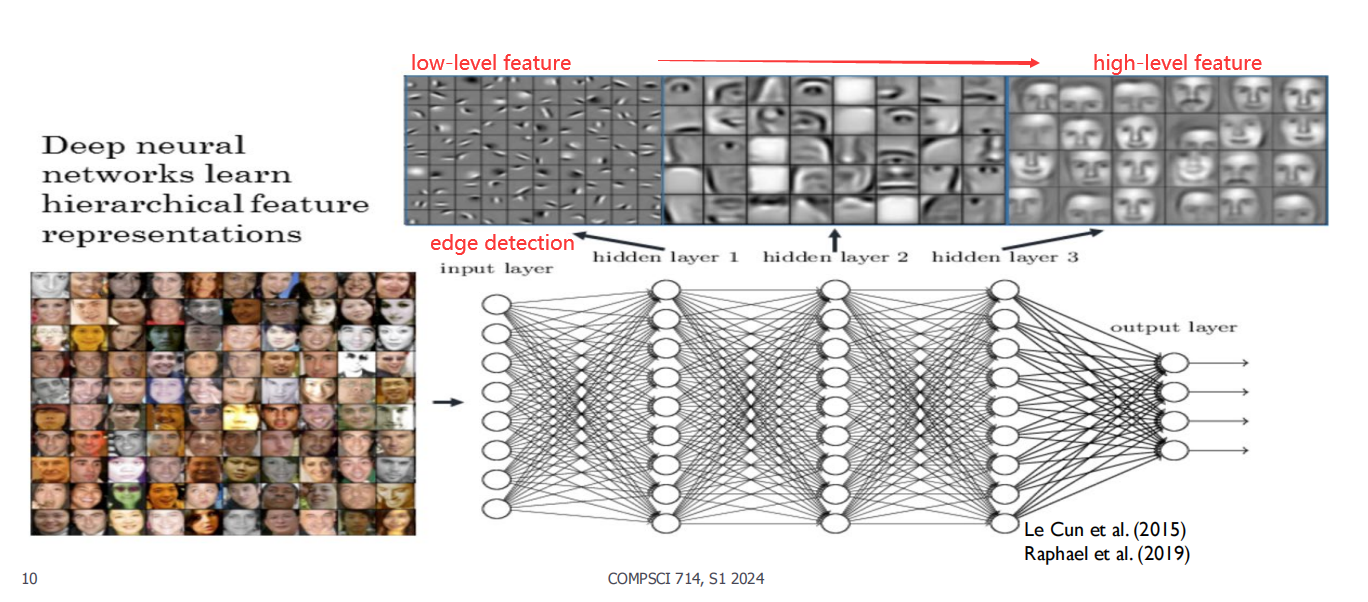 low-level feature
high-level feature
Deep neural
networks learn
hierarchical feature
representations
edge detection
input layer
hidden layer 1
hidden layer 2
hidden layer 3
output layer
Le Cun et al. (2015)
Raphael et al. (2019)
10
COMPSCI 714, S1 2024